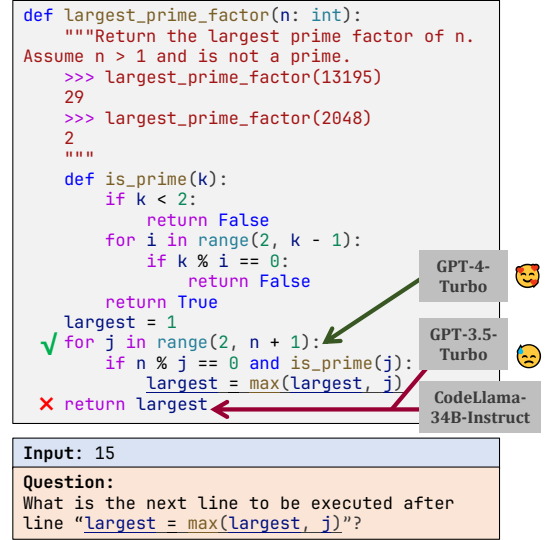 def largest_prime_factor(n: int):
    """Return the largest prime factor of n.
Assume n > 1 and is not a prime.
    >>> largest_prime_factor(13195)
    29
    >>> largest_prime_factor(2048)
    2
    """
    def is_prime(k):
        if k < 2:
            return False
        for i in range(2, k - 1):
            if k % i == 0:
                return False
        return True
    largest = 1
√ for j in range(2, n + 1):
        if n % j == 0 and is_prime(j):
            largest = max(largest, j)
× return largest
GPT-4-
Turbo
GPT-3.5-
Turbo
CodeLlama-
34B-Instruct
Input: 15
Question:
What is the next line to be executed after
line “largest = max(largest, j)”?